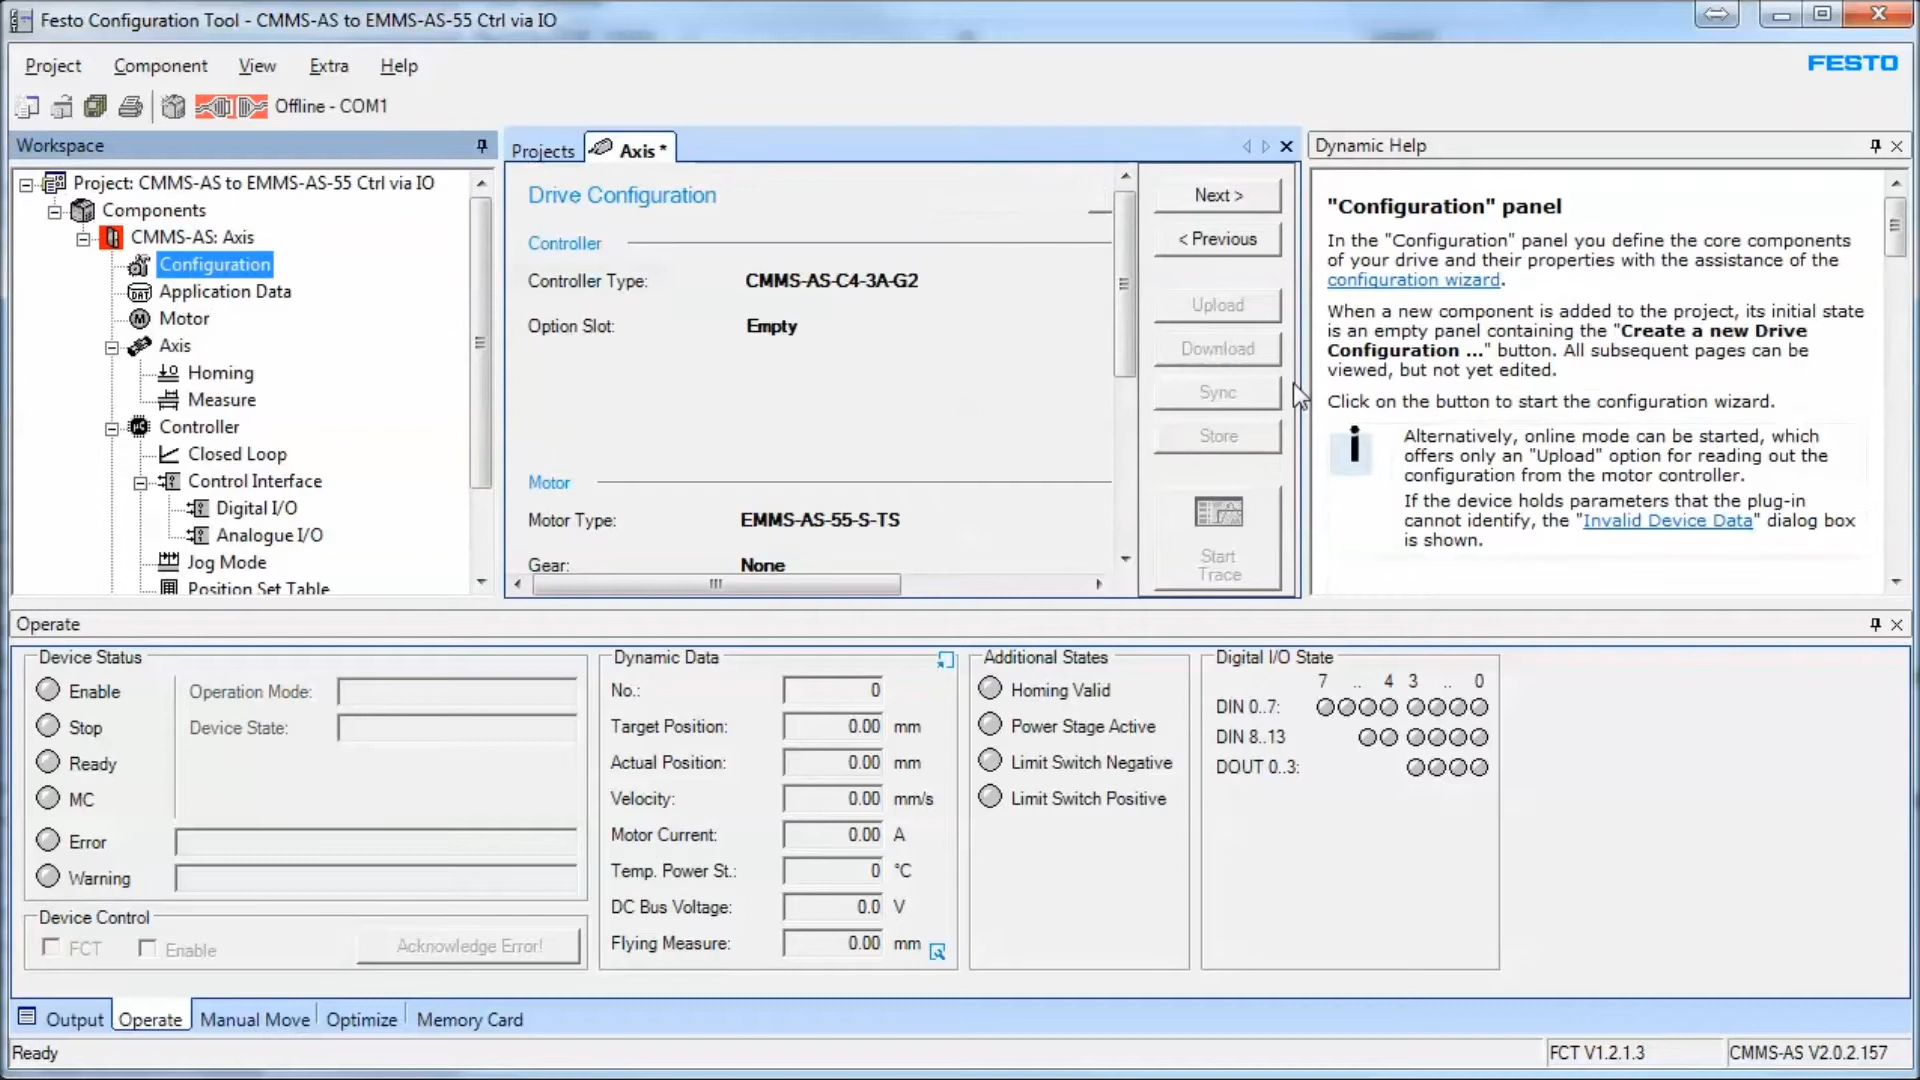 Festo Configuration Tool - CMMS-AS to EMMS-AS-55 Ctrl via IO
Project Component View Extra Help
FESTO
Offline - COM1
Workspace
Project: CMMS-AS to EMMS-AS-55 Ctrl via IO
Components
CMMS-AS: Axis
Configuration
DAT Application Data
M Motor
Axis
Homing
Measure
Controller
Closed Loop
Control Interface
Digital I/O
Analogue I/O
Jog Mode
Position Set Table
Projects Axis *
Drive Configuration
Controller
Controller Type: CMMS-AS-C4-3A-G2
Option Slot: Empty
Motor
Motor Type: EMMS-AS-55-S-TS
Gear: None
Next >
< Previous
Upload
Download
Sync
Store
Start
Trace
Dynamic Help
"Configuration" panel
In the "Configuration" panel you define the core components
of your drive and their properties with the assistance of the
configuration wizard.
When a new component is added to the project, its initial state
is an empty panel containing the "Create a new Drive
Configuration ..." button. All subsequent pages can be
viewed, but not yet edited.
Click on the button to start the configuration wizard.
i
Alternatively, online mode can be started, which
offers only an "Upload" option for reading out the
configuration from the motor controller.
If the device holds parameters that the plug-in
cannot identify, the "Invalid Device Data" dialog box
is shown.
Operate
Device Status
Enable
Stop
Ready
MC
Error
Warning
Operation Mode:
Device State:
Device Control
FCT Enable Acknowledge Error!
Dynamic Data
No.: 0
Target Position: 0.00 mm
Actual Position: 0.00 mm
Velocity: 0.00 mm/s
Motor Current: 0.00 A
Temp. Power St.: 0 °C
DC Bus Voltage: 0.0 V
Flying Measure: 0.00 mm
Additional States
Homing Valid
Power Stage Active
Limit Switch Negative
Limit Switch Positive
Digital I/O State
7 .. 4 3 .. 0
DIN 0..7:
DIN 8..13
DOUT 0..3:
Output Operate Manual Move Optimize Memory Card
Ready
FCT V1.2.1.3
CMMS-AS V2.0.2.157